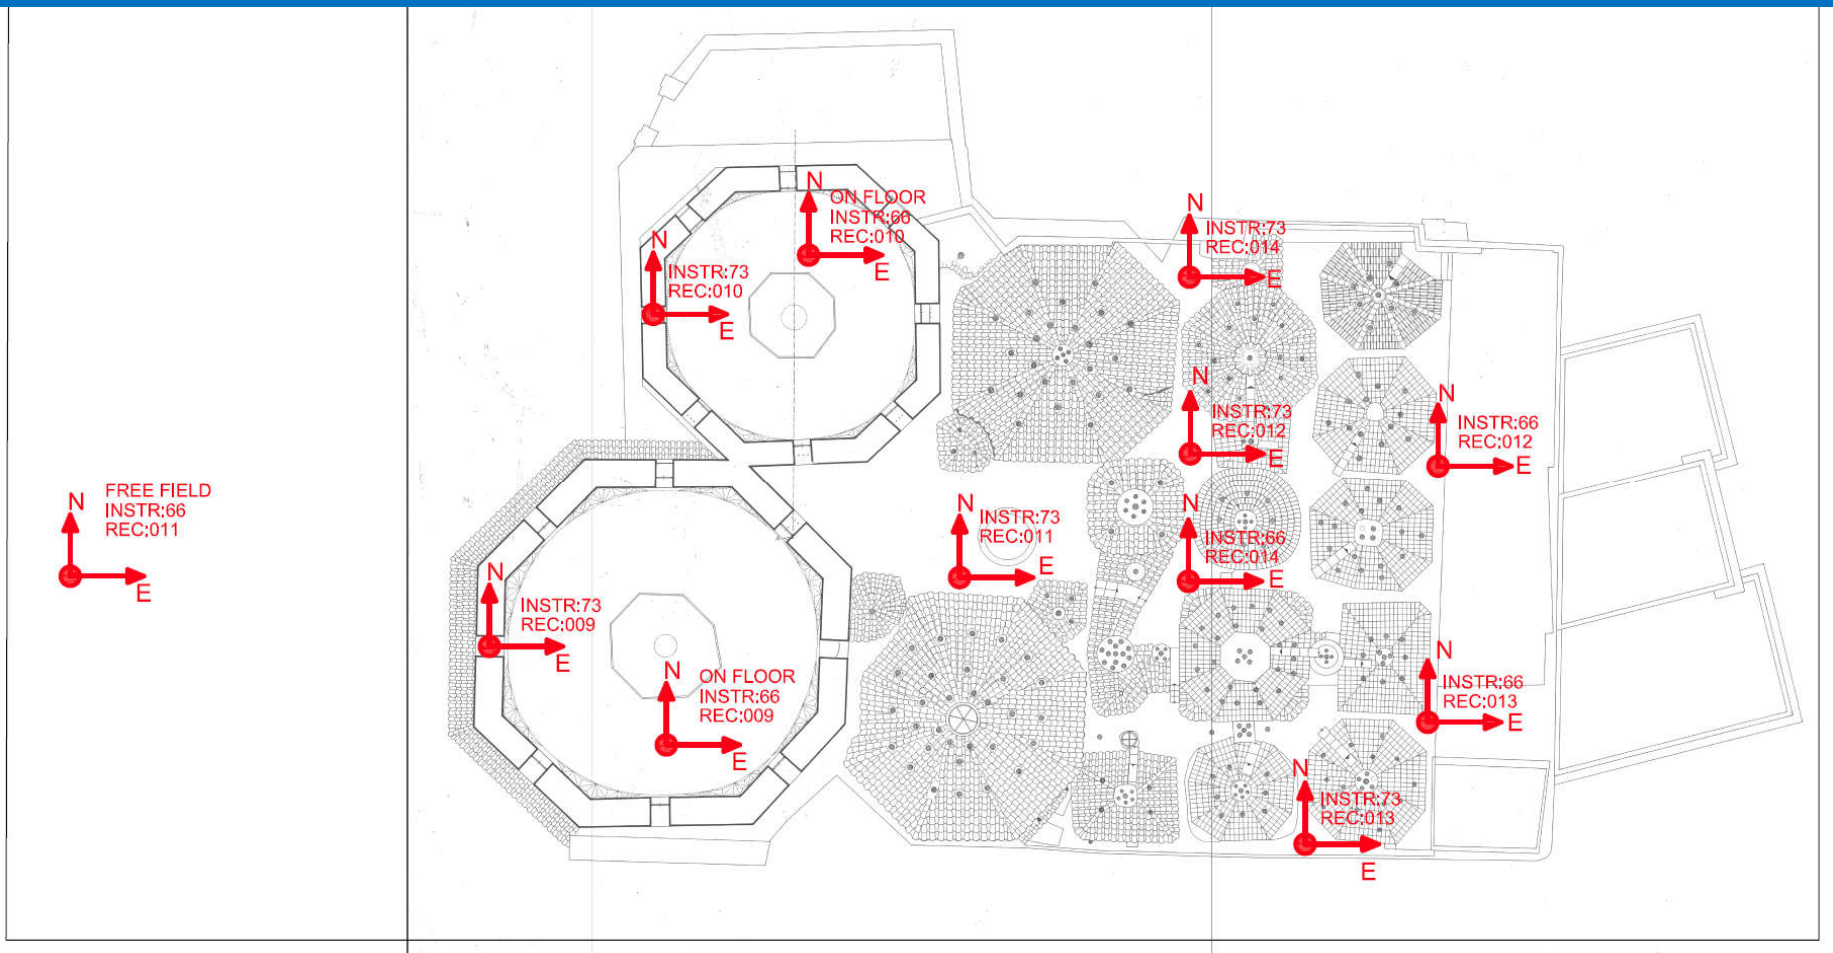 N
ON FLOOR
INSTR:66
REC:010
E
N
INSTR:73
REC:010
E
N
INSTR:73
REC:014
E
N
INSTR:73
REC:012
E
N
INSTR:66
REC:012
E
N
FREE FIELD
INSTR:66
REC:011
E
N
INSTR:73
REC:011
E
N
INSTR:66
REC:014
E
N
INSTR:73
REC:009
E
N
ON FLOOR
INSTR:66
REC:009
E
N
INSTR:66
REC:013
E
N
INSTR:73
REC:013
E